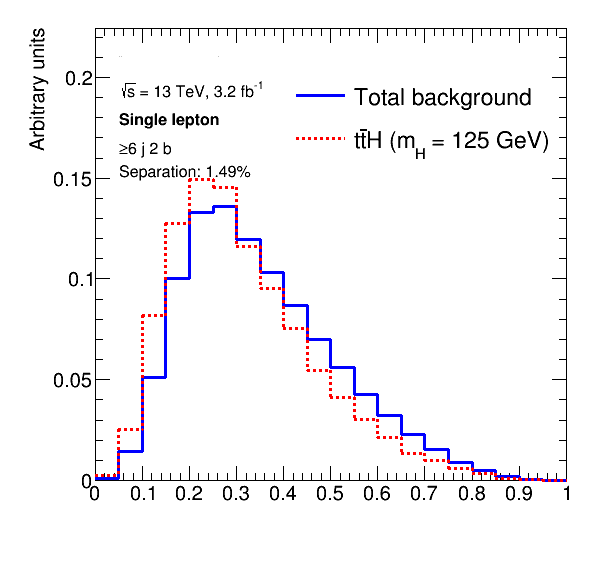 Arbitrary units
√s = 13 TeV, 3.2 fb⁻¹
Single lepton
≥6 j 2 b
Separation: 1.49%
Total background
tt̄H (m_H = 125 GeV)
0.2
0.15
0.1
0.05
0
0 0.1 0.2 0.3 0.4 0.5 0.6 0.7 0.8 0.9 1